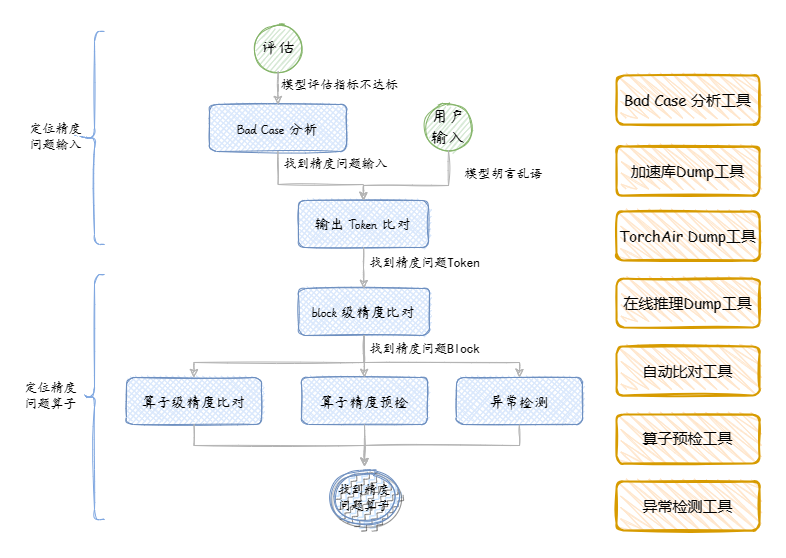 评估
模型评估指标不达标
Bad Case 分析
用户
输入
定位精度
问题输入
找到精度问题输入
模型胡言乱语
输出 Token 比对
找到精度问题Token
block 级精度比对
找到精度问题Block
定位精度
问题算子
算子级精度比对
算子精度预检
异常检测
找到精度
问题算子
Bad Case 分析工具
加速库Dump工具
TorchAir Dump工具
在线推理Dump工具
自动比对工具
算子预检工具
异常检测工具